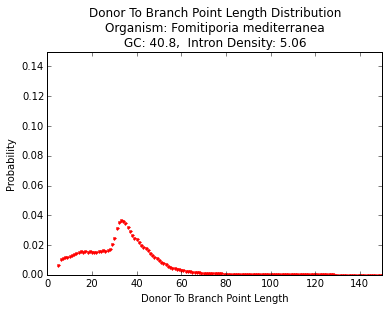 Donor To Branch Point Length Distribution
Organism: Fomitiporia mediterranea
GC: 40.8,  Intron Density: 5.06
0.14
0.12
0.10
0.08
0.06
0.04
0.02
0.00
Probability
0 20 40 60 80 100 120 140
Donor To Branch Point Length